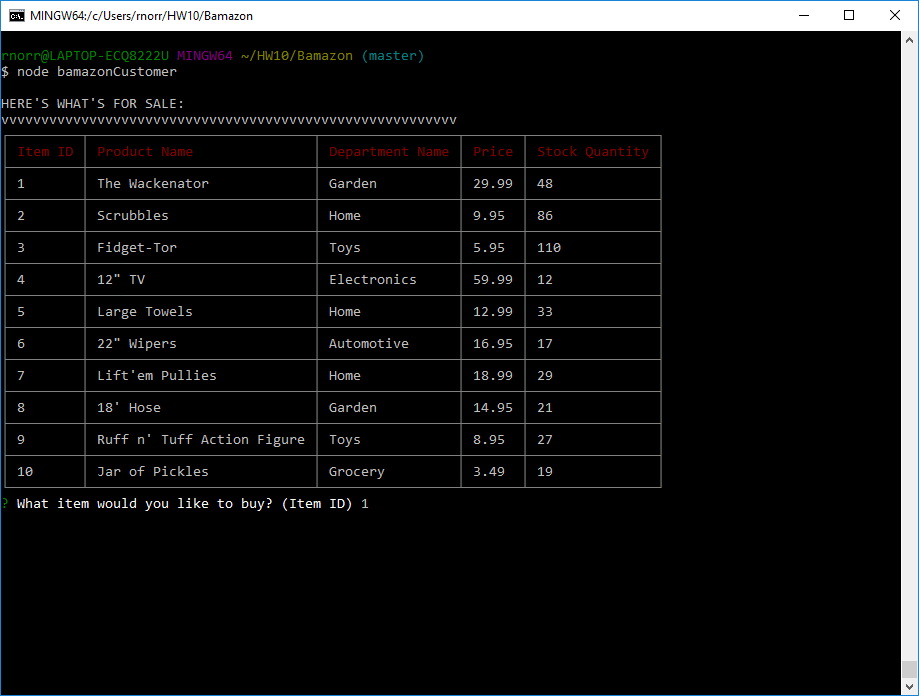 MINGW64:/c/Users/rnorr/HW10/Bamazon
rnorr@LAPTOP-ECQ8222U MINGW64 ~/HW10/Bamazon (master)
$ node bamazonCustomer
HERE'S WHAT'S FOR SALE:
vvvvvvvvvvvvvvvvvvvvvvvvvvvvvvvvvvvvvvvvvvvvvvvvvvvvvvvvv
Item ID Product Name Department Name Price Stock Quantity
1 The Wackenator Garden 29.99 48
2 Scrubbles Home 9.95 86
3 Fidget-Tor Toys 5.95 110
4 12" TV Electronics 59.99 12
5 Large Towels Home 12.99 33
6 22" Wipers Automotive 16.95 17
7 Lift'em Pullies Home 18.99 29
8 18' Hose Garden 14.95 21
9 Ruff n' Tuff Action Figure Toys 8.95 27
10 Jar of Pickles Grocery 3.49 19
? What item would you like to buy? (Item ID) 1